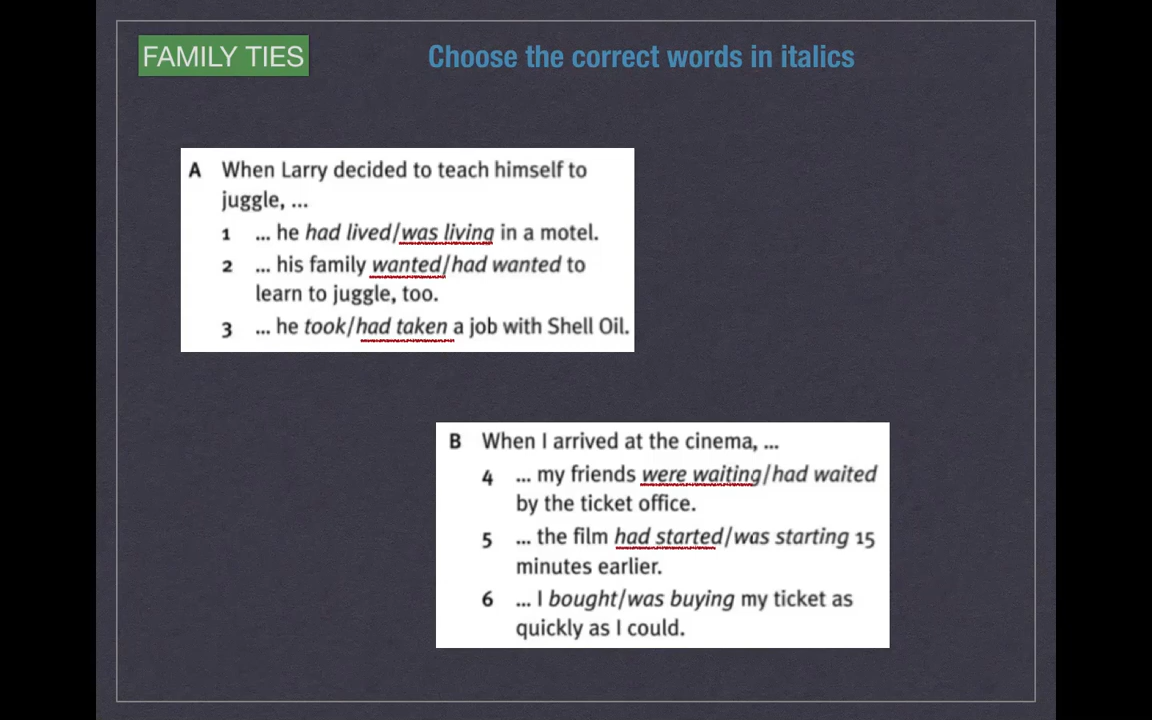 FAMILY TIES
Choose the correct words in italics
A When Larry decided to teach himself to
juggle, ...
1 ... he had lived/was living in a motel.
2 ... his family wanted/had wanted to
learn to juggle, too.
3 ... he took/had taken a job with Shell Oil.
B When I arrived at the cinema, ...
4 ... my friends were waiting/had waited
by the ticket office.
5 ... the film had started/was starting 15
minutes earlier.
6 ... I bought/was buying my ticket as
quickly as I could.